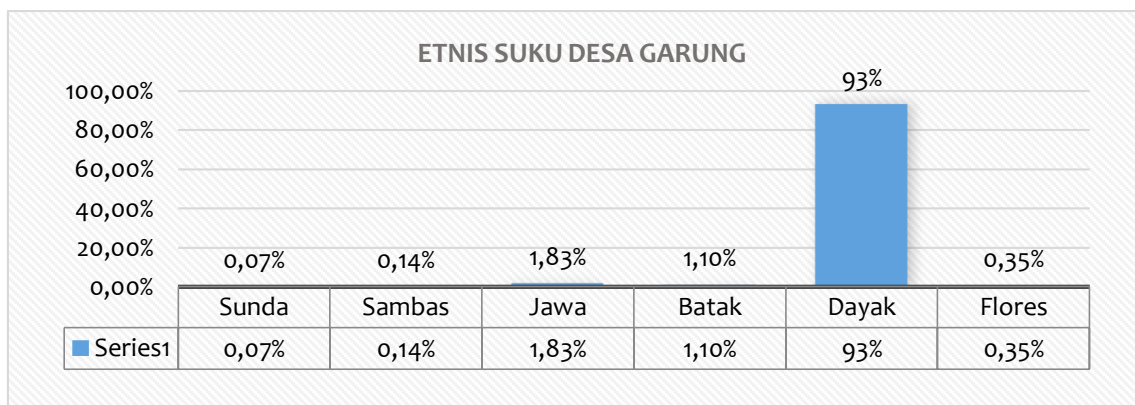 ETNIS SUKU DESA GARUNG
93%
100,00%
80,00%
60,00%
40,00%
20,00%
0,00%
0,07% 0,14% 1,83% 1,10% 0,35%
Sunda Sambas Jawa Batak Dayak Flores
Series1 0,07% 0,14% 1,83% 1,10% 93% 0,35%